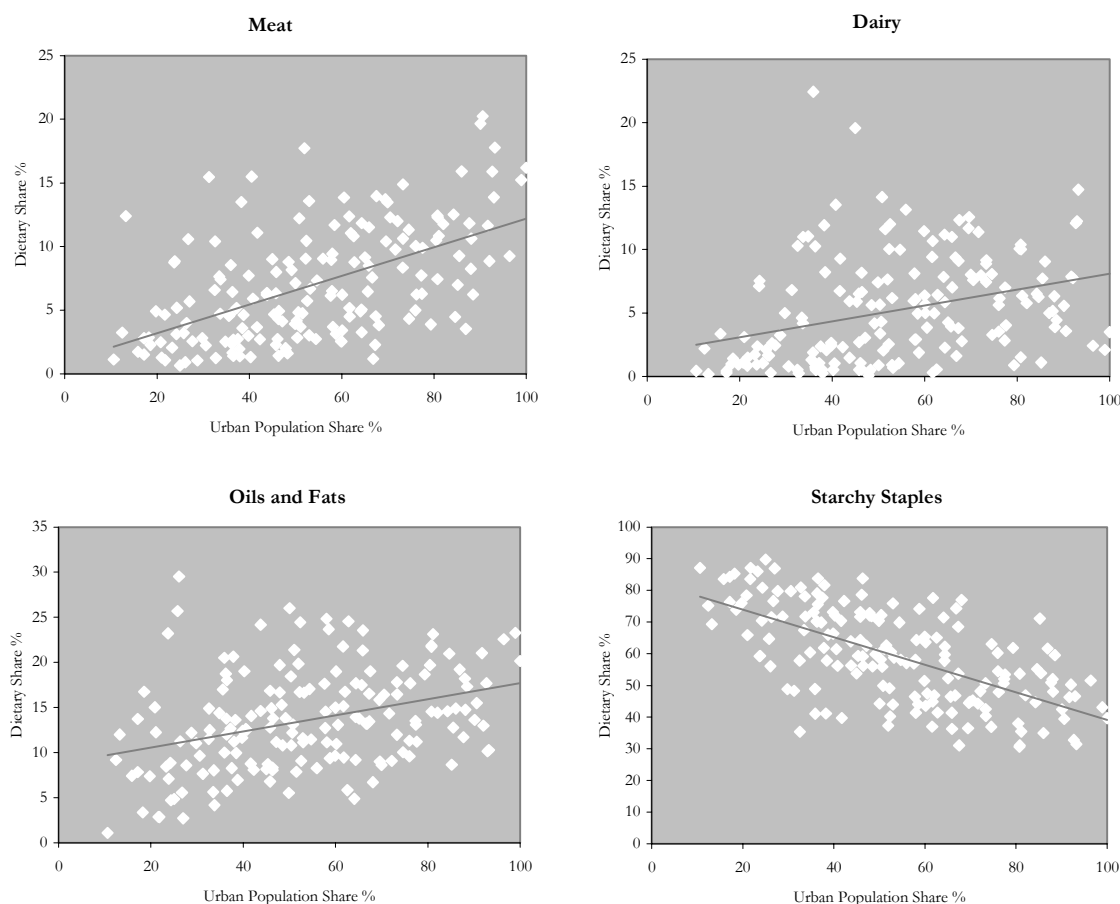 Meat
25
20
15
10
5
0
Dietary Share %
0 20 40 60 80 100
Urban Population Share %
Dairy
25
20
15
10
5
0
Dietary Share %
0 20 40 60 80 100
Urban Population Share %
Oils and Fats
35
30
25
20
15
10
5
0
Dietary Share %
0 20 40 60 80 100
Urban Population Share %
Starchy Staples
100
90
80
70
60
50
40
30
20
10
0
Dietary Share %
0 20 40 60 80 100
Urban Population Share %